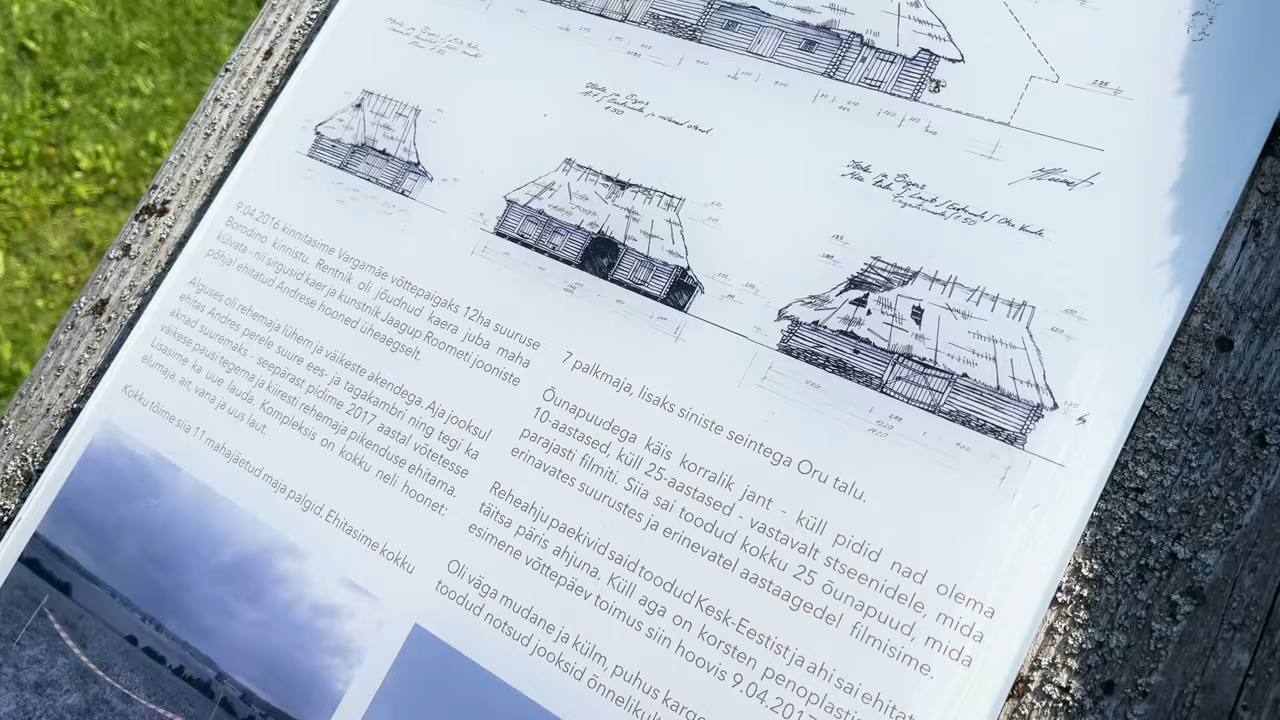 1:50
9.04.2016 kinnitasime Vargamäe võttepaigaks 12ha suuruse
Borodino kinnistu. Rentnik oli jõudnud kaera juba maha
külvata - nii sirgusid kaer ja kunstnik Jaagup Roometi jooniste
põhjal ehitatud Andrese hooned üheaegselt.
Alguses oli rehemaja lühem ja väikeste akendega. Aja jooksul
ehitas Andres perele suure ees- ja tagakambri ning tegi ka
aknad suuremaks - seepärast pidime 2017 aastal võtetesse
väikese pausi tegema ja kiiresti rehemaja pikenduse ehitama.
Lisasime ka uue lauda. Kompleksis on kokku neli hoonet:
elumaja, ait, vana ja uus laut.
Kokku tõime siia 11 mahajäetud maja palgid. Ehitasime kokku
7 palkmaja, lisaks siniste seintega Oru talu.
Õunapuudega käis korralik jant - küll pidid nad olema
10-aastased, küll 25-aastased - vastavalt stseenidele, mida
parajasti filmiti. Siia sai toodud kokku 25 õunapuud, mida
erinavates suurustes ja erinevatel aastaagedel filmisime.
Reheahju paekivid said toodud Kesk-Eestist ja ahi sai ehitat
täitsa päris ahjuna. Küll aga on korsten penoplastis
esimene võttepäev toimus siin hoovis 9.04.2017
Oli väga mudane ja külm, puhus karge
toodud notsud jooksid õnnelikult